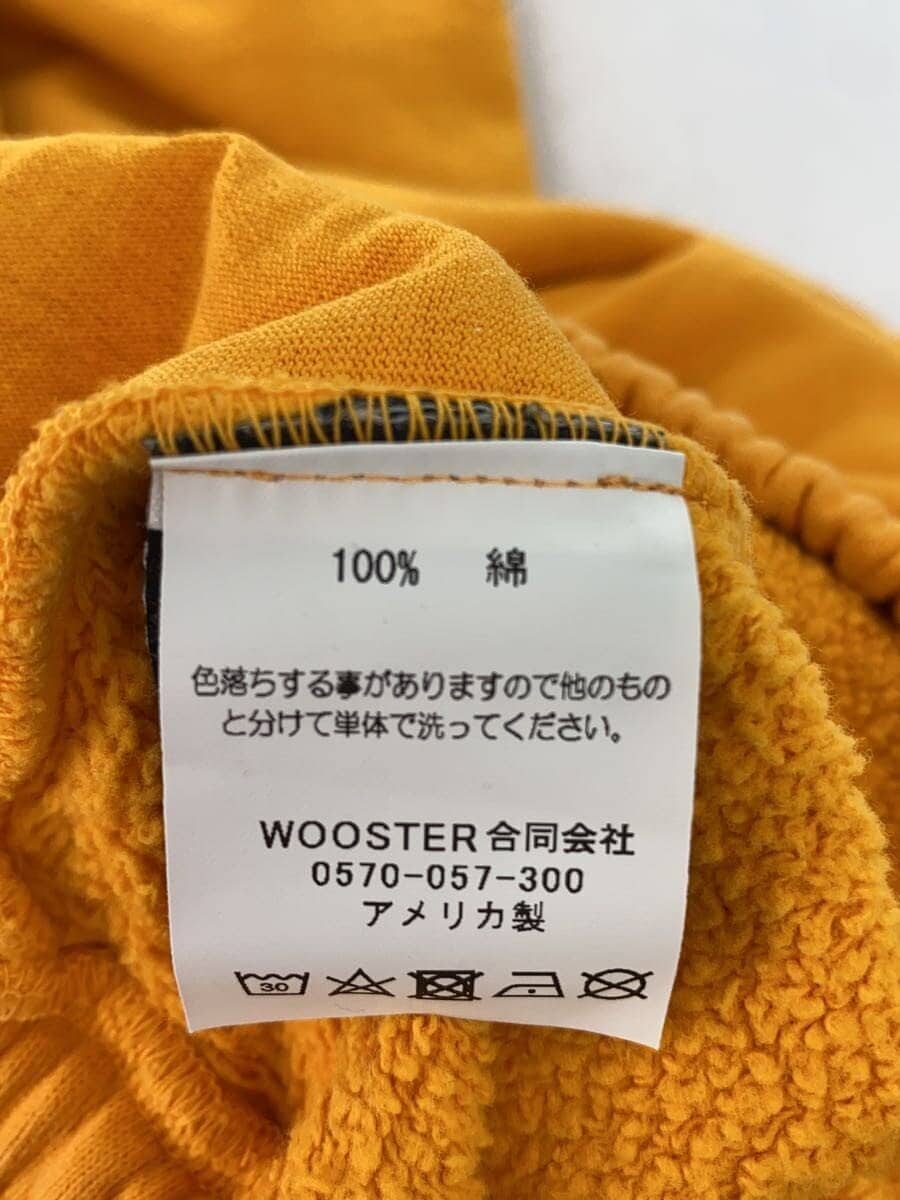 100% 綿
色落ちする事がありますので他のもの
と分けて単体で洗ってください。
WOOSTER合同会社
0570-057-300
アメリカ製
30